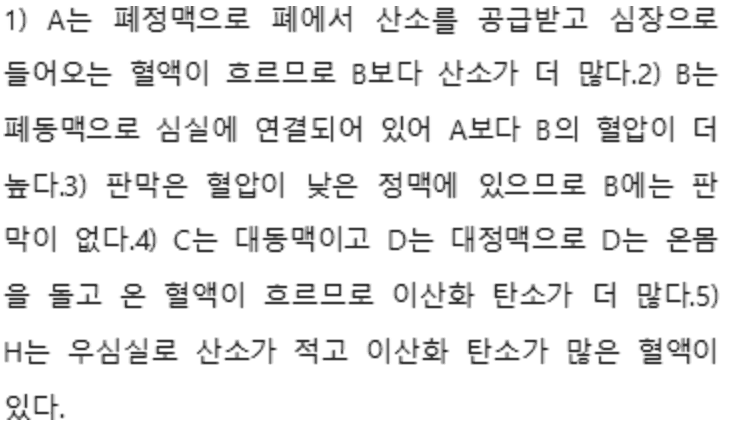 1) A는 폐정맥으로 폐에서 산소를 공급받고 심장으로
들어오는 혈액이 흐르므로 B보다 산소가 더 많다.2) B는
폐동맥으로 심실에 연결되어 있어 A보다 B의 혈압이 더
높다.3) 판막은 혈압이 낮은 정맥에 있으므로 B에는 판
막이 없다.4) C는 대동맥이고 D는 대정맥으로 D는 온몸
을 돌고 온 혈액이 흐르므로 이산화 탄소가 더 많다.5)
H는 우심실로 산소가 적고 이산화 탄소가 많은 혈액이
있다.